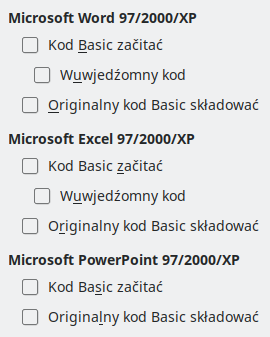 Microsoft Word 97/2000/XP
Kod Basic začitać
Wuwjedźomny kod
Originalny kod Basic składować
Microsoft Excel 97/2000/XP
Kod Basic začitać
Wuwjedźomny kod
Originalny kod Basic składować
Microsoft PowerPoint 97/2000/XP
Kod Basic začitać
Originalny kod Basic składować